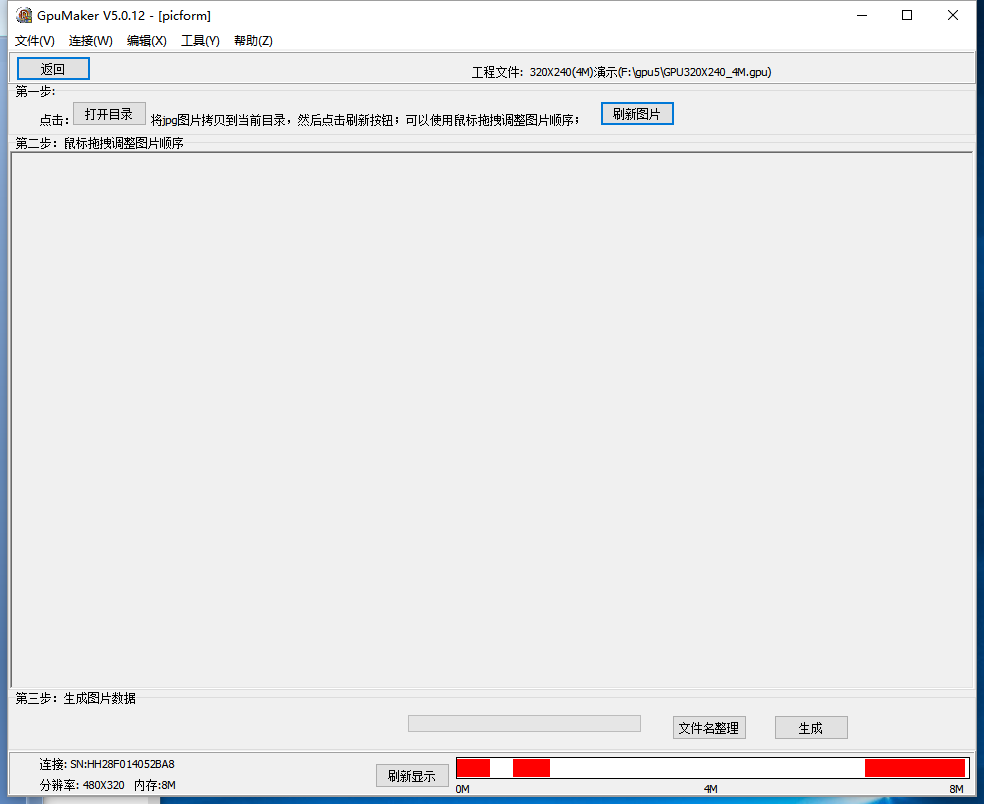 GpuMaker V5.0.12 - [picform]
文件(V) 连接(W) 编辑(X) 工具(Y) 帮助(Z)
返回 工程文件: 320X240(4M)演示(F:\gpu5\GPU320X240_4M.gpu)
第一步:
点击: 打开目录 将jpg图片拷贝到当前目录，然后点击刷新按钮；可以使用鼠标拖拽调整图片顺序； 刷新图片
第二步: 鼠标拖拽调整图片顺序
第三步: 生成图片数据
文件名整理 生成
连接: SN:HH28F014052BA8
分辨率: 480X320 内存:8M
刷新显示
0M 4M 8M